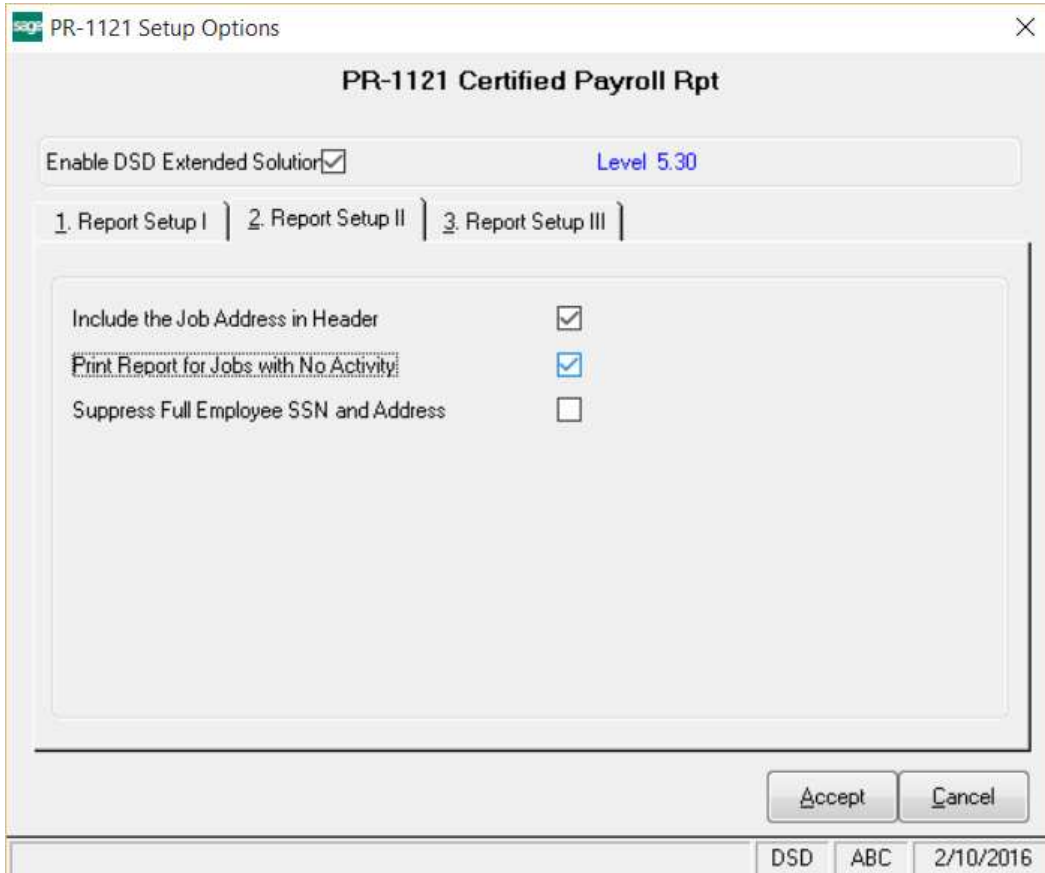 sage PR-1121 Setup Options
PR-1121 Certified Payroll Rpt
Enable DSD Extended Solution Level 5.30
1. Report Setup I 2. Report Setup II 3. Report Setup III
Include the Job Address in Header
Print Report for Jobs with No Activity
Suppress Full Employee SSN and Address
Accept Cancel
DSD ABC 2/10/2016